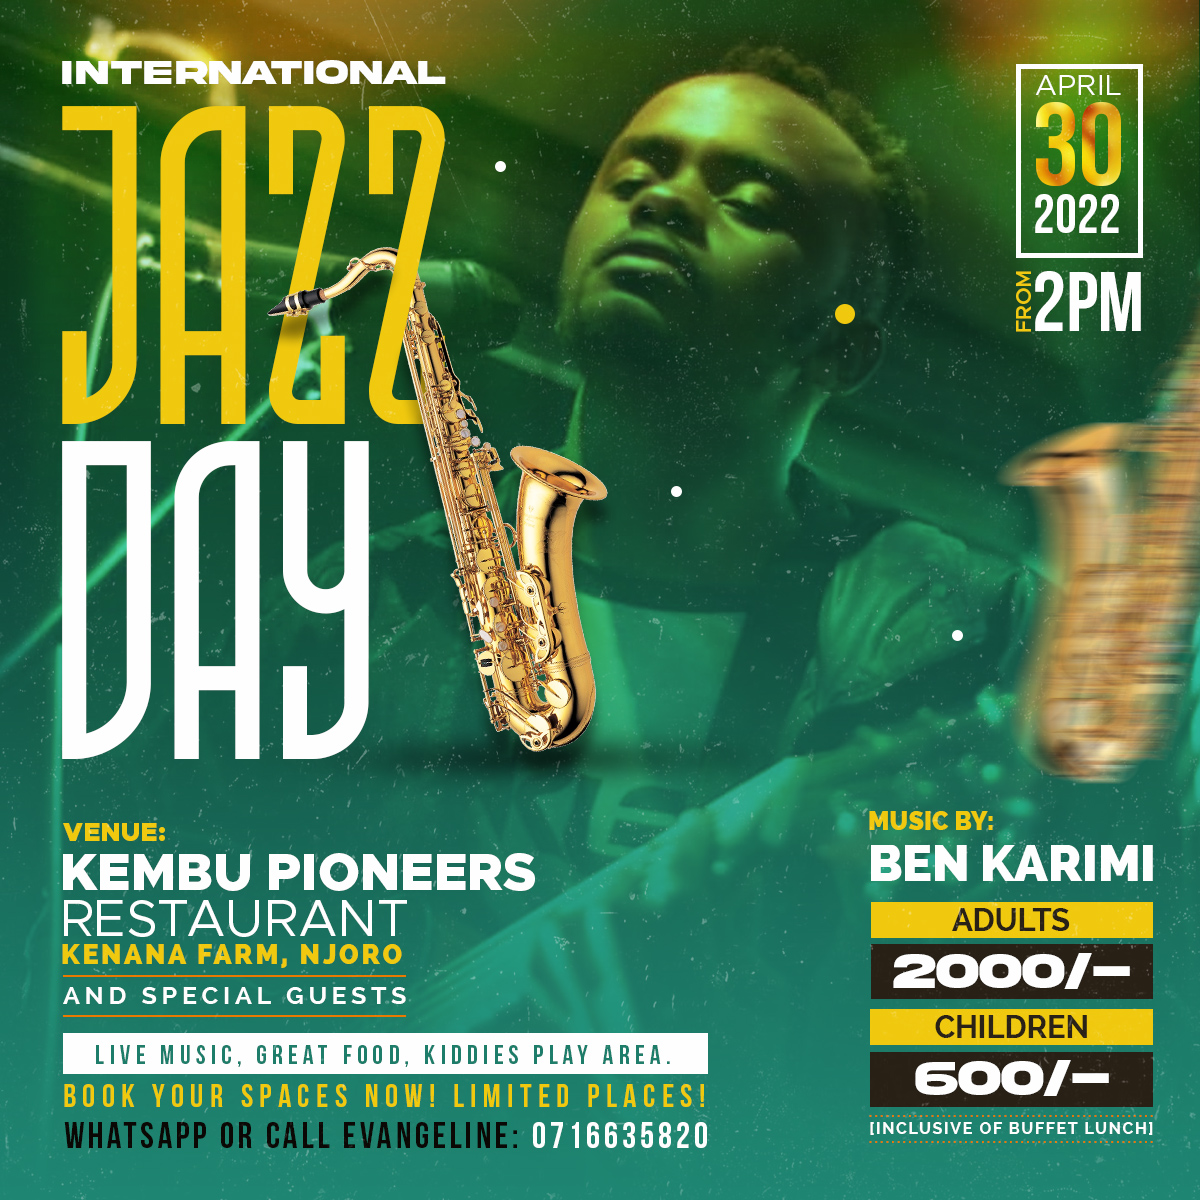 INTERNATIONAL
JAZZ
DAY
APRIL
30
2022
FROM 2PM
VENUE:
KEMBU PIONEERS
RESTAURANT
KENANA FARM, NJORO
AND SPECIAL GUESTS
LIVE MUSIC, GREAT FOOD, KIDDIES PLAY AREA.
BOOK YOUR SPACES NOW! LIMITED PLACES!
WHATSAPP OR CALL EVANGELINE: 0716635820
MUSIC BY:
BEN KARIMI
ADULTS
2000/–
CHILDREN
600/–
[INCLUSIVE OF BUFFET LUNCH]